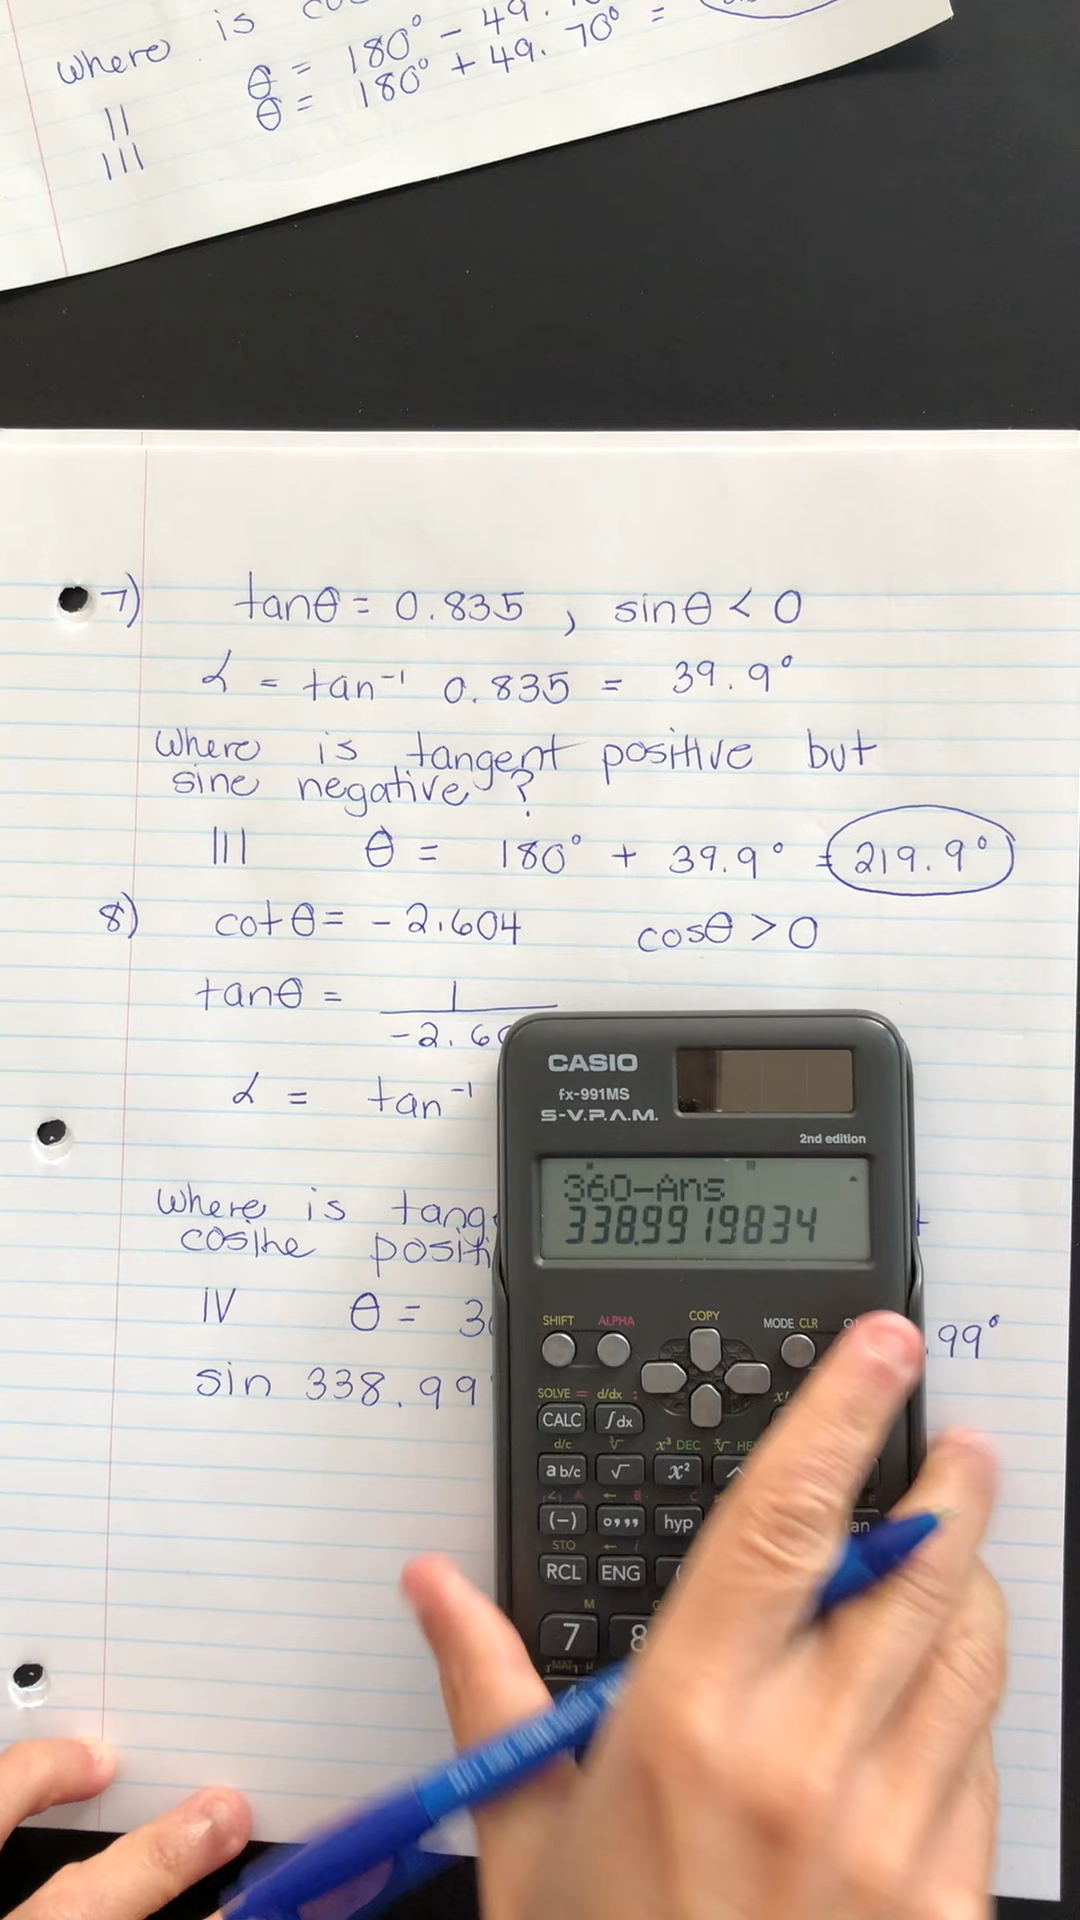 where is
II θ = 180° - 49.
III θ = 180° + 49.70° =
7) tanθ = 0.835 , sinθ < 0
α = tan⁻¹ 0.835 = 39.9°
where is tangent positive but
sine negative?
III θ = 180° + 39.9° = 219.9°
8) cotθ = -2.604 cosθ > 0
tanθ = 1
-2.60
α = tan⁻¹
where is tang
cosine positi
IV θ = 3 .99°
sin 338.99
CASIO
fx-991MS
S-V.P.A.M.
2nd edition
360-Ans
338.9919834
SHIFT ALPHA COPY MODE CLR
SOLVE = d/dx :
CALC ∫dx
d/c ³√ x³ DEC
a b/c √ x² ^
(-) °,,, hyp tan
STO ← i
RCL ENG (
M
7 8